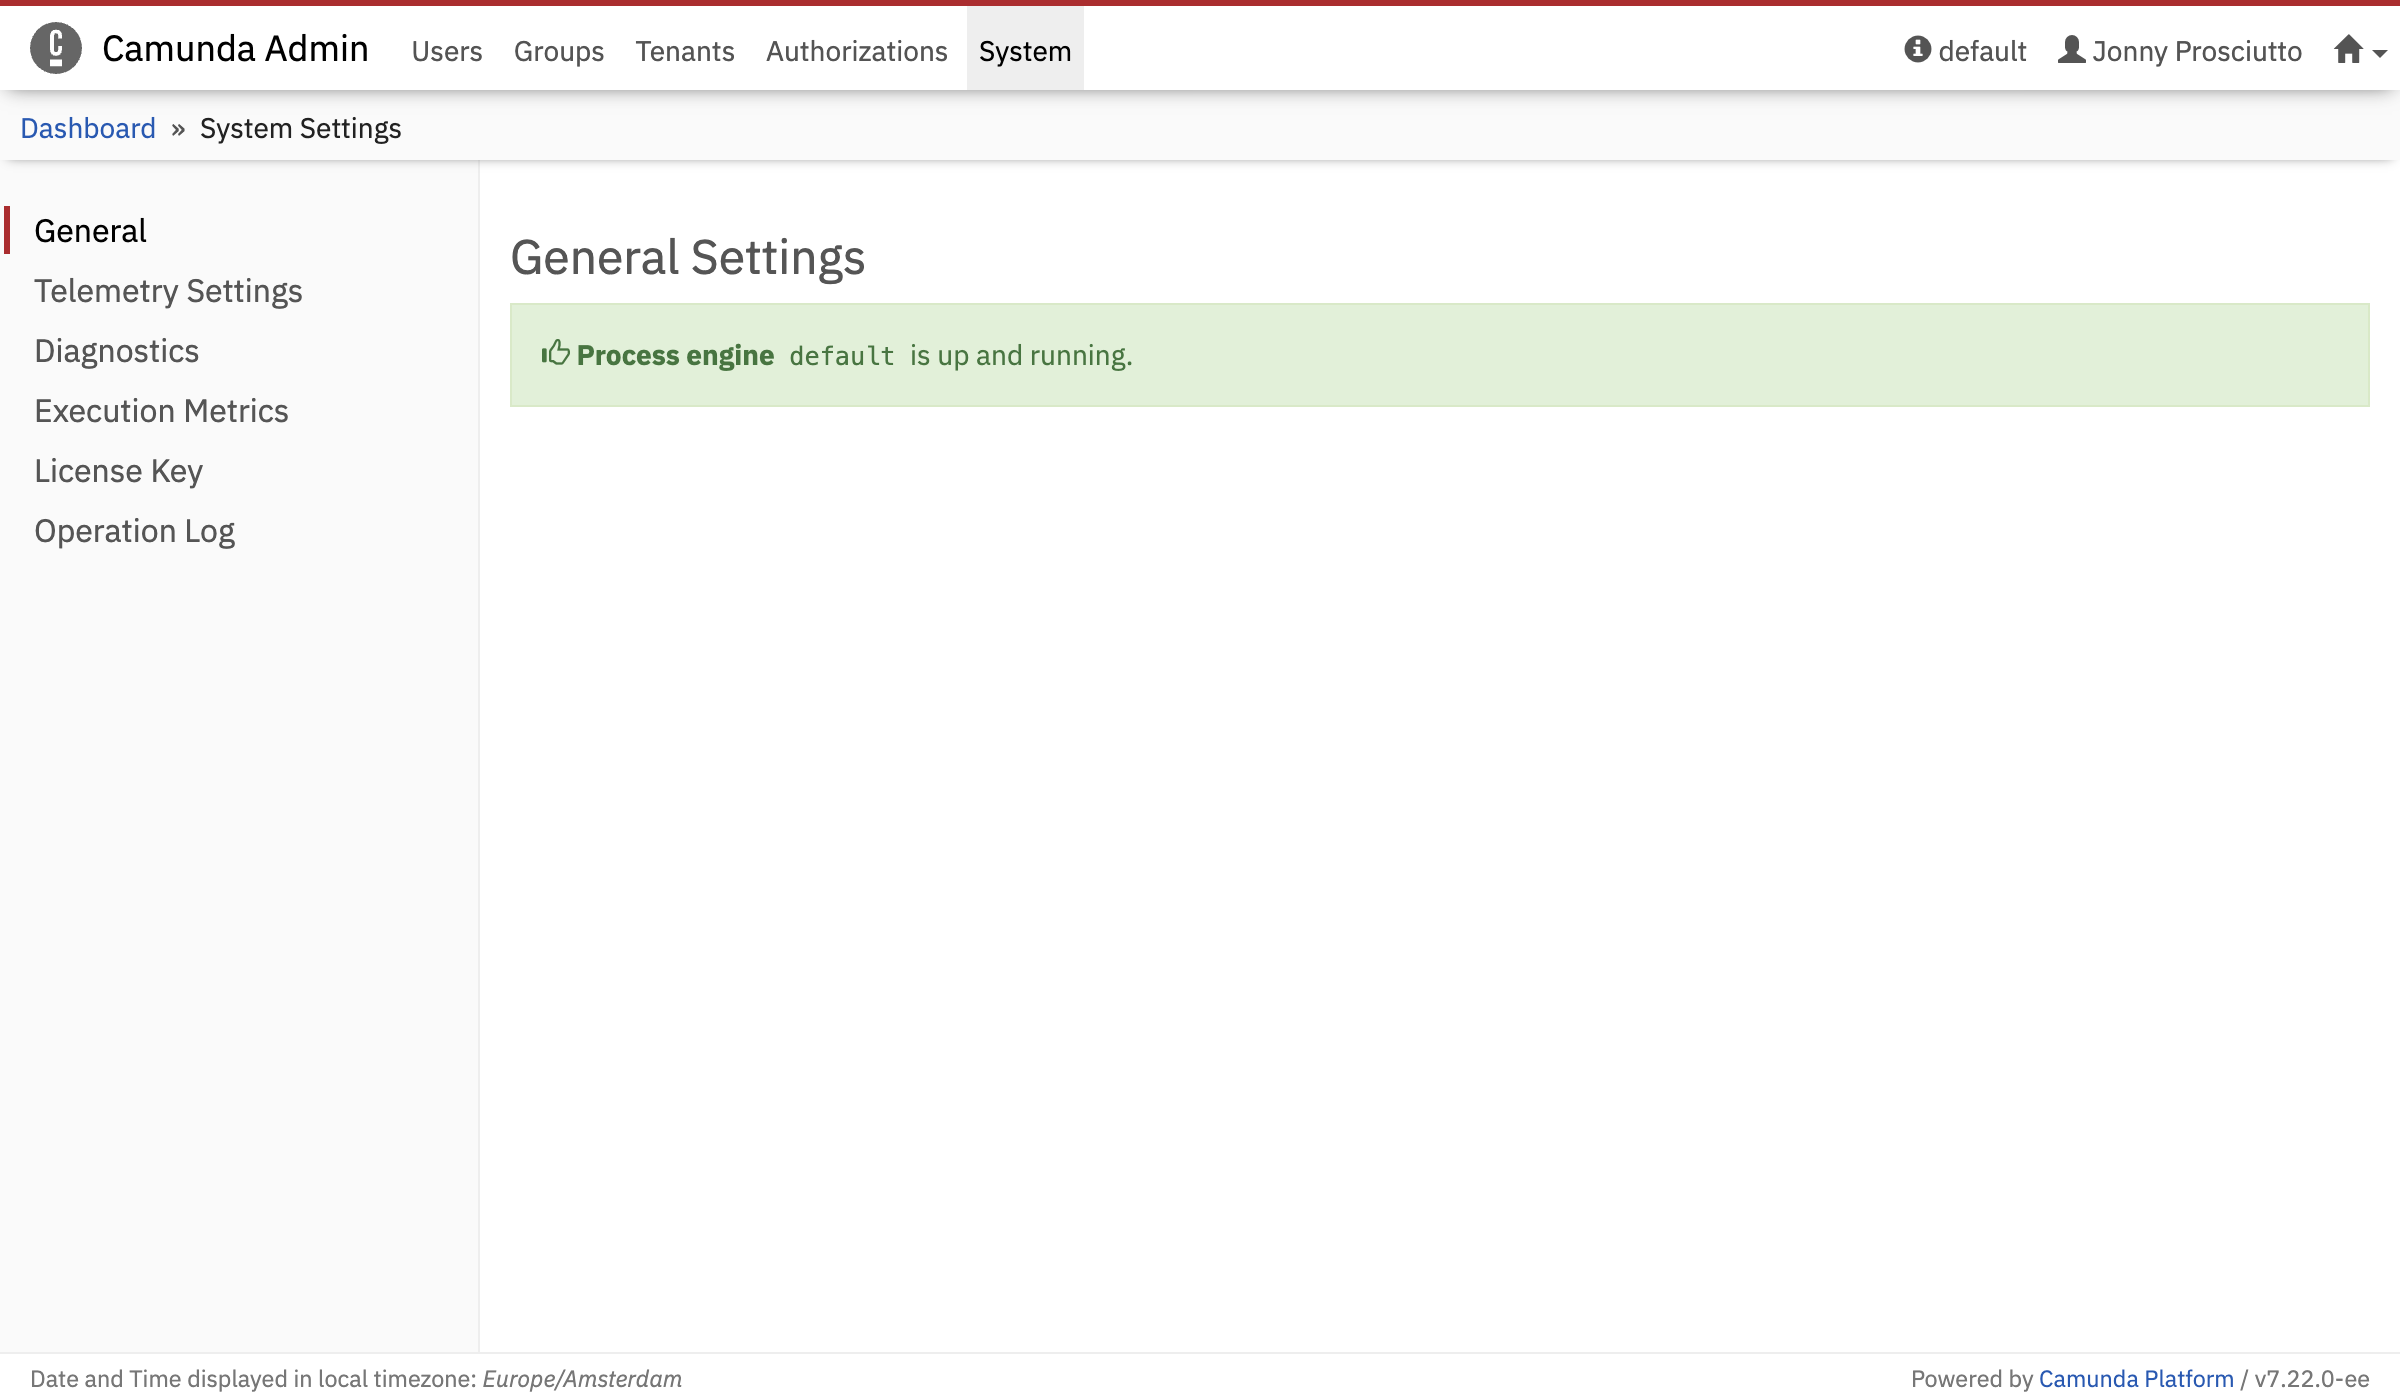 Camunda Admin Users Groups Tenants Authorizations System default Jonny Prosciutto
Dashboard » System Settings
General
Telemetry Settings
Diagnostics
Execution Metrics
License Key
Operation Log
General Settings
Process engine default is up and running.
Date and Time displayed in local timezone: Europe/Amsterdam
Powered by Camunda Platform / v7.22.0-ee